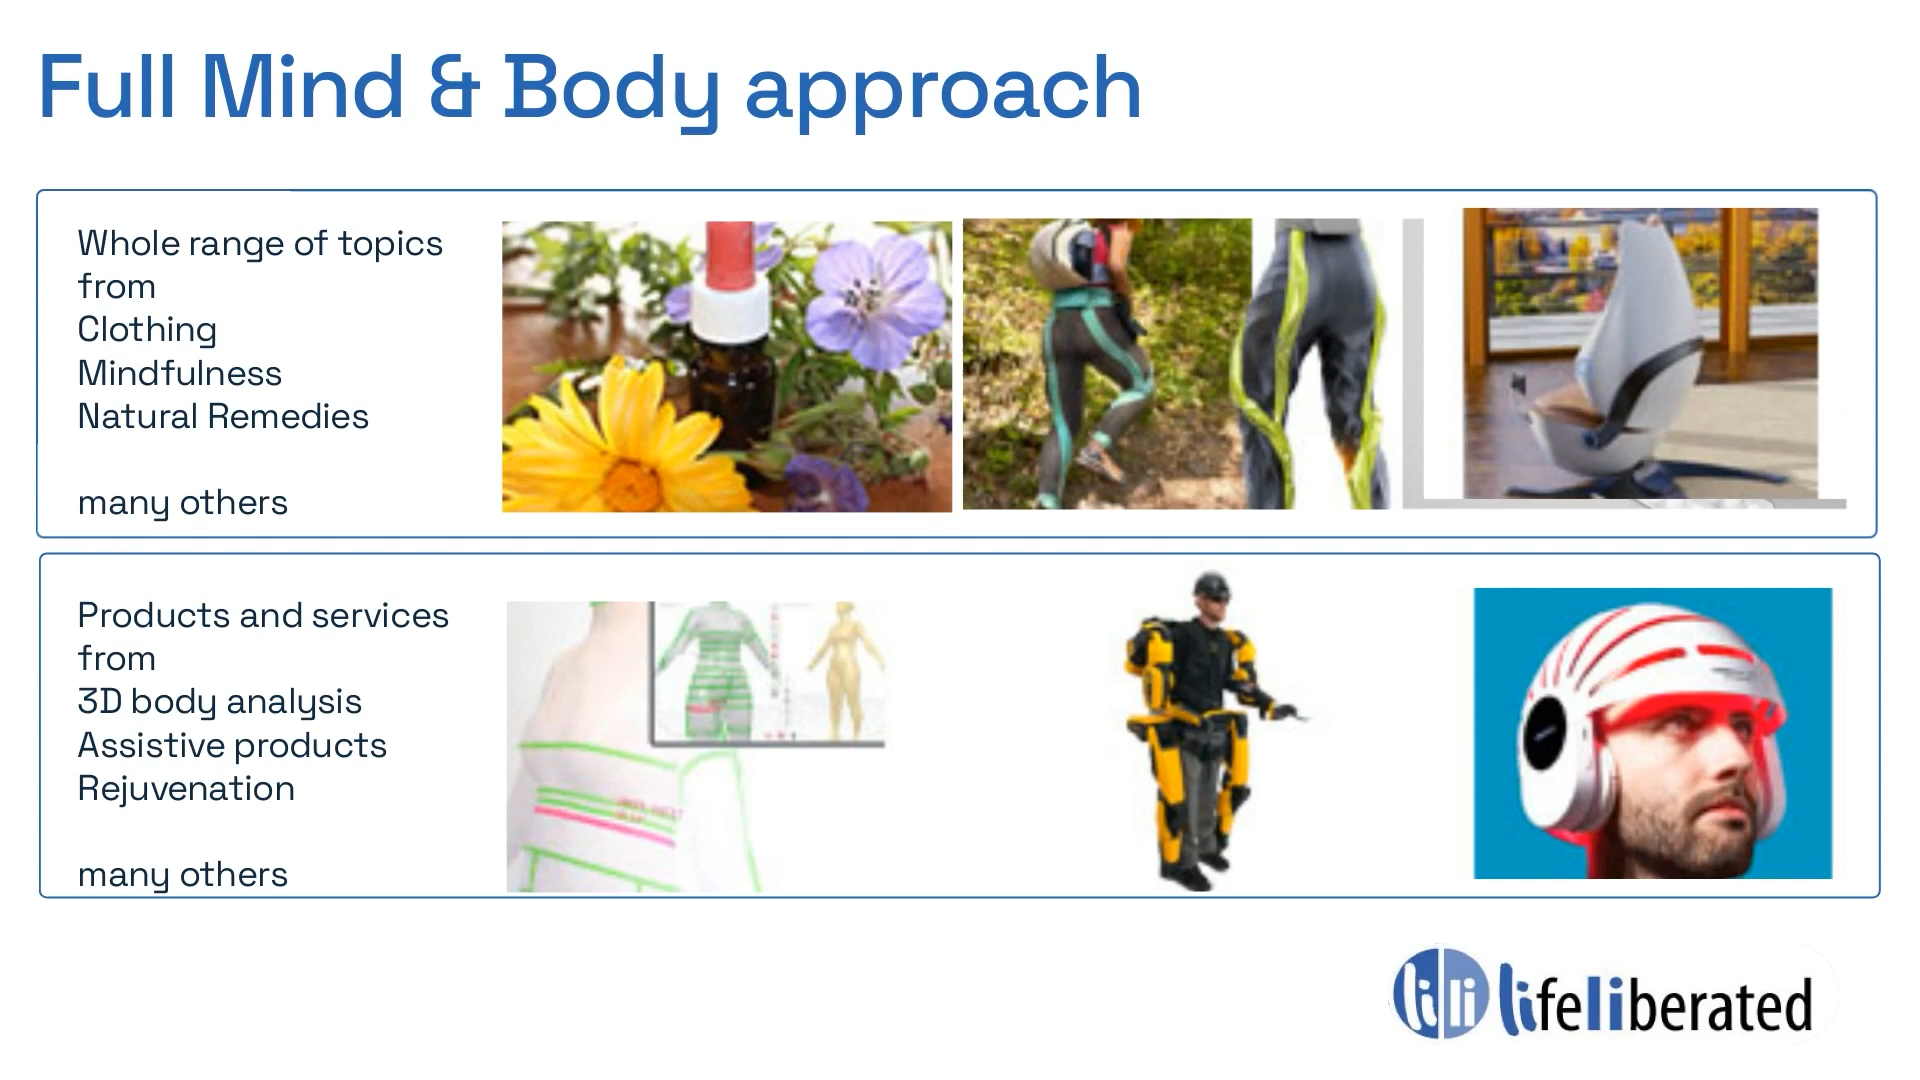 Full Mind & Body approach
Whole range of topics
from
Clothing
Mindfulness
Natural Remedies
many others
Products and services
from
3D body analysis
Assistive products
Rejuvenation
many others
lili lifeliberated